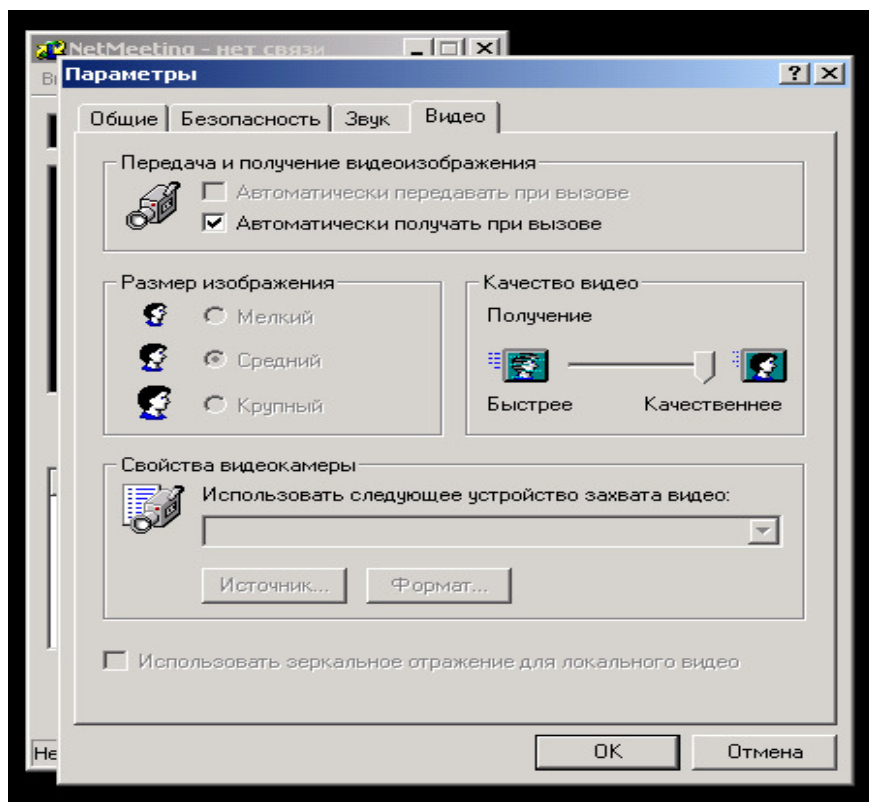 NetMeeting - нет связи
Параметры
Общие Безопасность Звук Видео
Передача и получение видеоизображения
Автоматически передавать при вызове
Автоматически получать при вызове
Размер изображения
Мелкий
Средний
Крупный
Качество видео
Получение
Быстрее Качественнее
Свойства видеокамеры
Использовать следующее устройство захвата видео:
Источник... Формат...
Использовать зеркальное отражение для локального видео
Не
OK Отмена